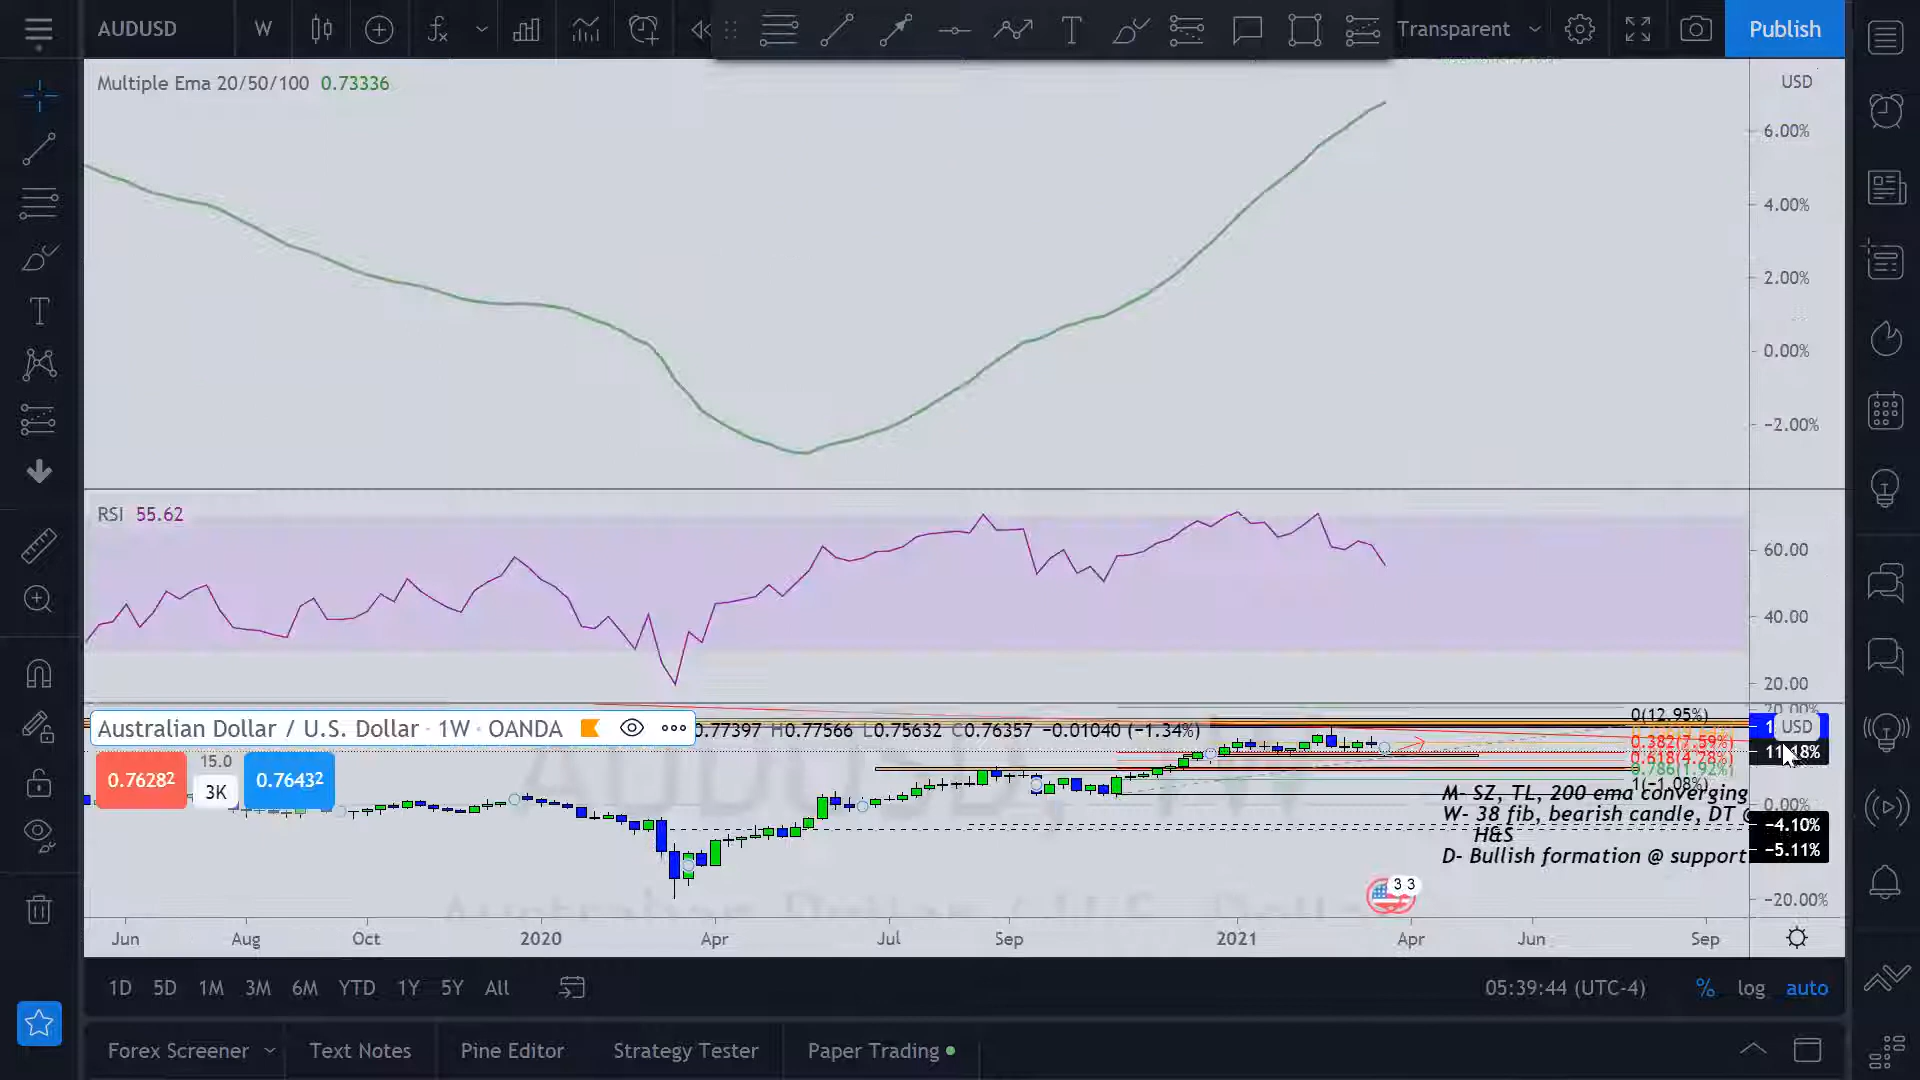 AUDUSD W Transparent Publish
Multiple Ema 20/50/100 0.73336
USD
6.00%
4.00%
2.00%
0.00%
−2.00%
RSI 55.62
60.00
40.00
20.00
Australian Dollar / U.S. Dollar · 1W · OANDA 0.77397 H0.77566 L0.75632 C0.76357 −0.01040 (−1.34%)
0(12.95%)
USD
0.382(7.59%)
0.618(4.28%)
0.786(1.92%)
1(−1.08%)
0.76282
15.0
3K
0.76432
M- SZ, TL, 200 ema converging
W- 38 fib, bearish candle, DT @
H&S
D- Bullish formation @ support
0.00%
−4.10%
−5.11%
−20.00%
3 3
Jun Aug Oct 2020 Apr Jul Sep 2021 Apr Jun Sep
1D 5D 1M 3M 6M YTD 1Y 5Y All 05:39:44 (UTC-4) % log auto
Forex Screener Text Notes Pine Editor Strategy Tester Paper Trading